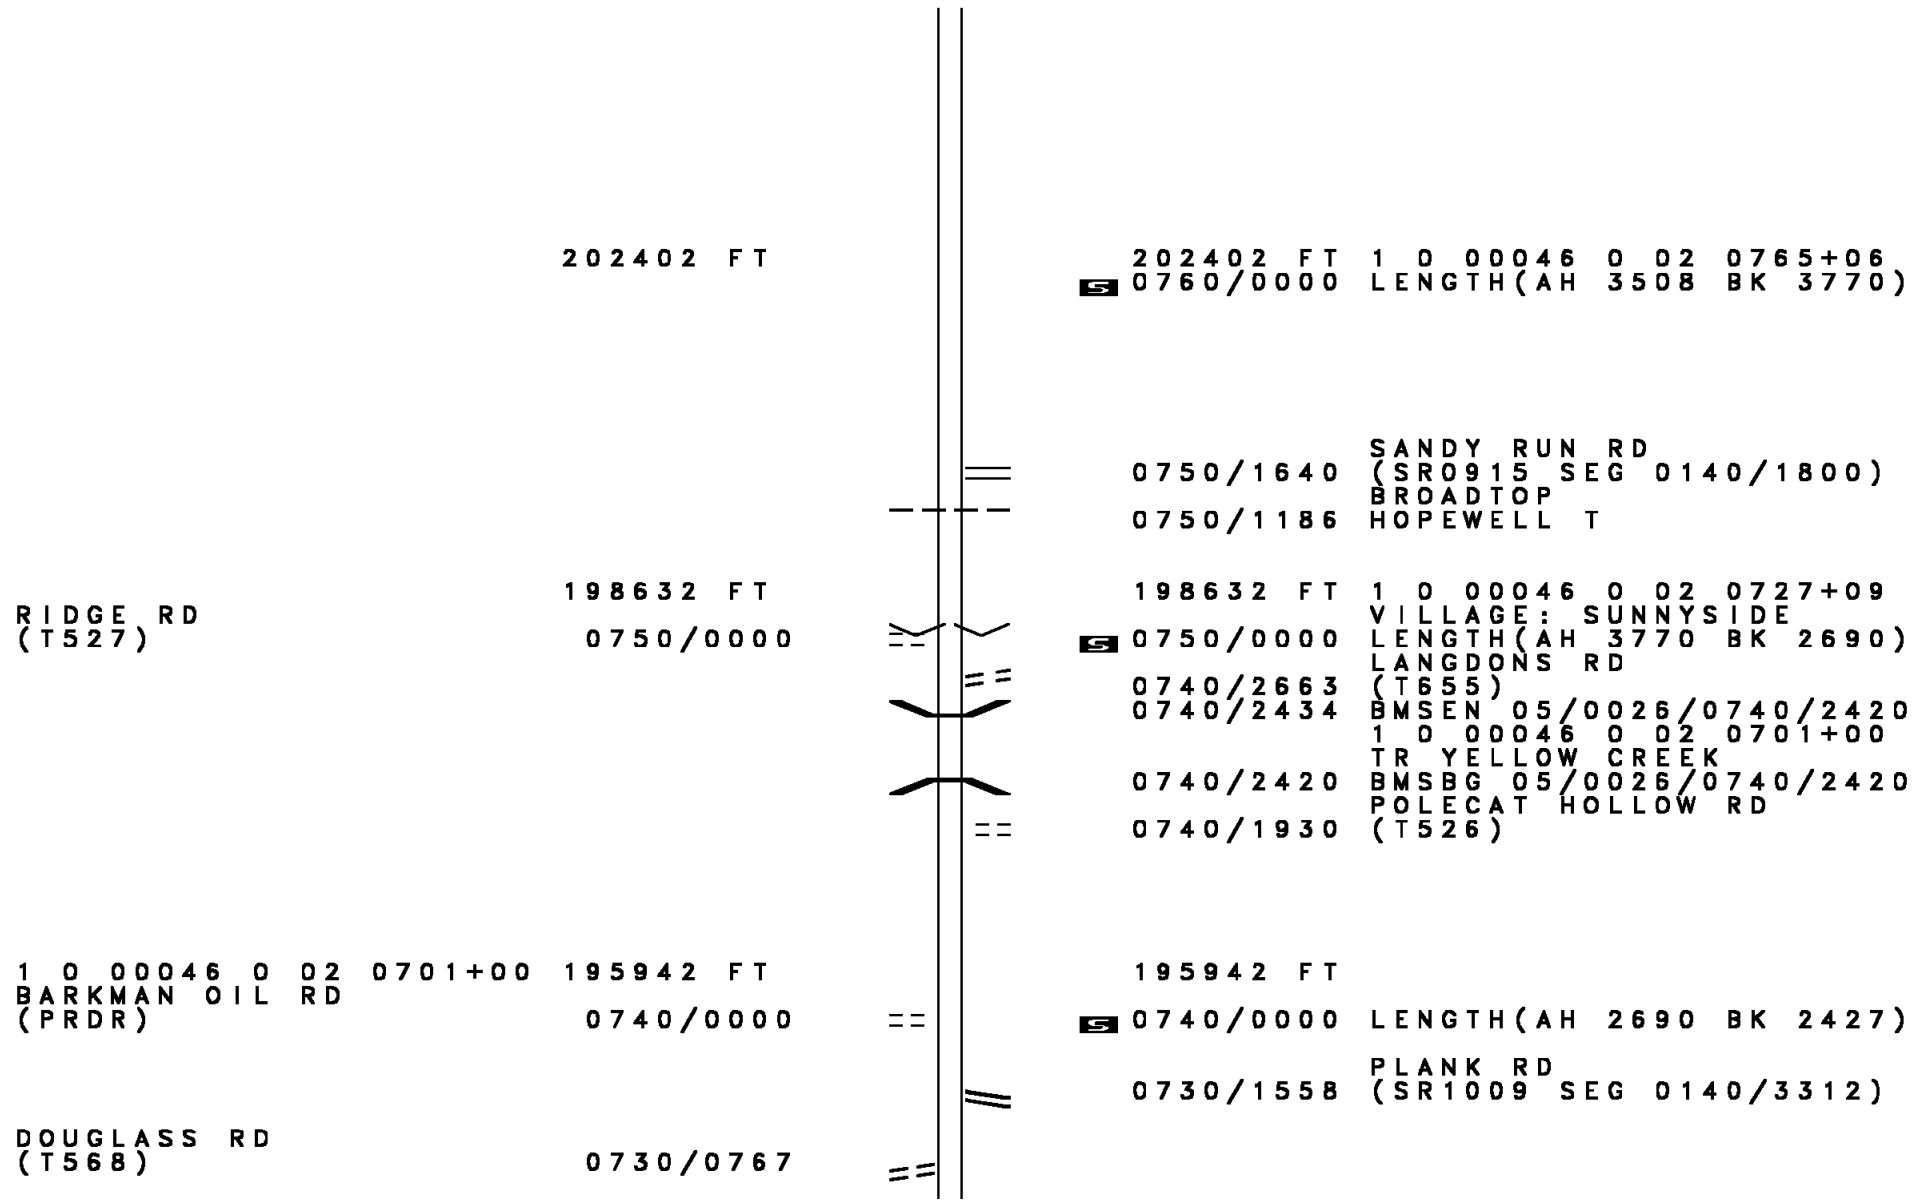 202402 FT 202402 FT 1 0 00046 0 02 0765+06
S 0760/0000 LENGTH(AH 3508 BK 3770)
SANDY RUN RD
0750/1640 (SR0915 SEG 0140/1800)
BROADTOP
0750/1186 HOPEWELL T
198632 FT 198632 FT 1 0 00046 0 02 0727+09
RIDGE RD VILLAGE: SUNNYSIDE
(T527) 0750/0000 S 0750/0000 LENGTH(AH 3770 BK 2690)
LANGDONS RD
0740/2663 (T655)
0740/2434 BMSEN 05/0026/0740/2420
1 0 00046 0 02 0701+00
TR YELLOW CREEK
0740/2420 BMSBG 05/0026/0740/2420
POLECAT HOLLOW RD
0740/1930 (T526)
1 0 00046 0 02 0701+00 195942 FT 195942 FT
BARKMAN OIL RD
(PRDR) 0740/0000 S 0740/0000 LENGTH(AH 2690 BK 2427)
PLANK RD
0730/1558 (SR1009 SEG 0140/3312)
DOUGLASS RD
(T568) 0730/0767